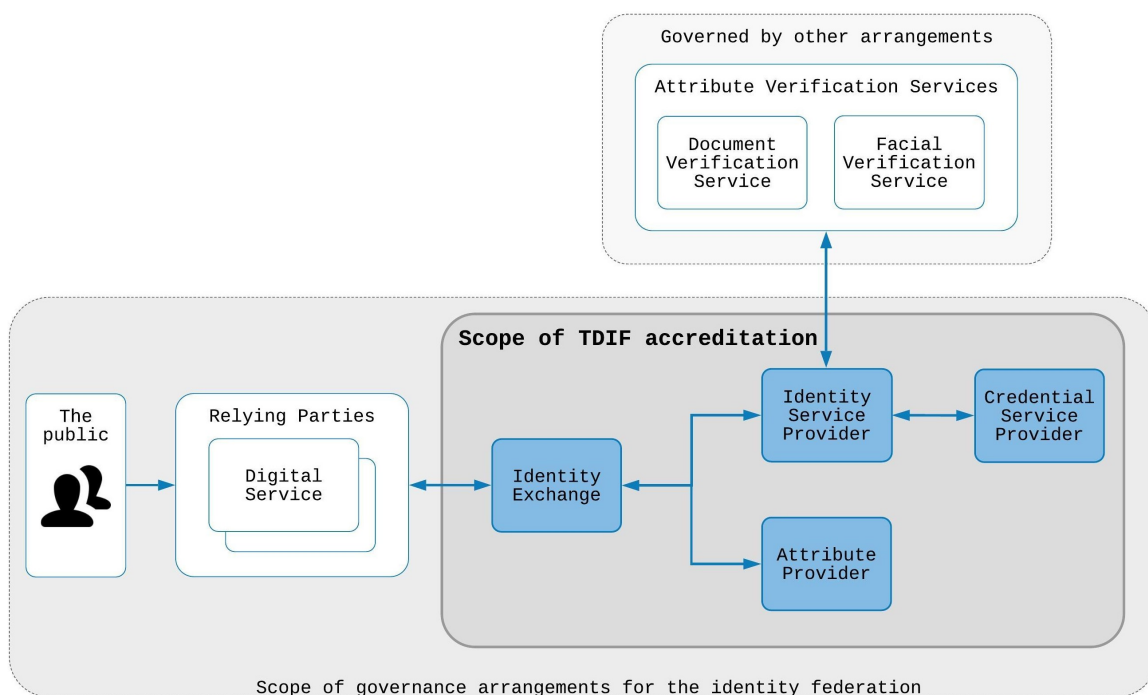 Governed by other arrangements
Attribute Verification Services
Document
Verification
Service
Facial
Verification
Service
Scope of TDIF accreditation
The
public
Relying Parties
Digital
Service
Identity
Exchange
Identity
Service
Provider
Credential
Service
Provider
Attribute
Provider
Scope of governance arrangements for the identity federation